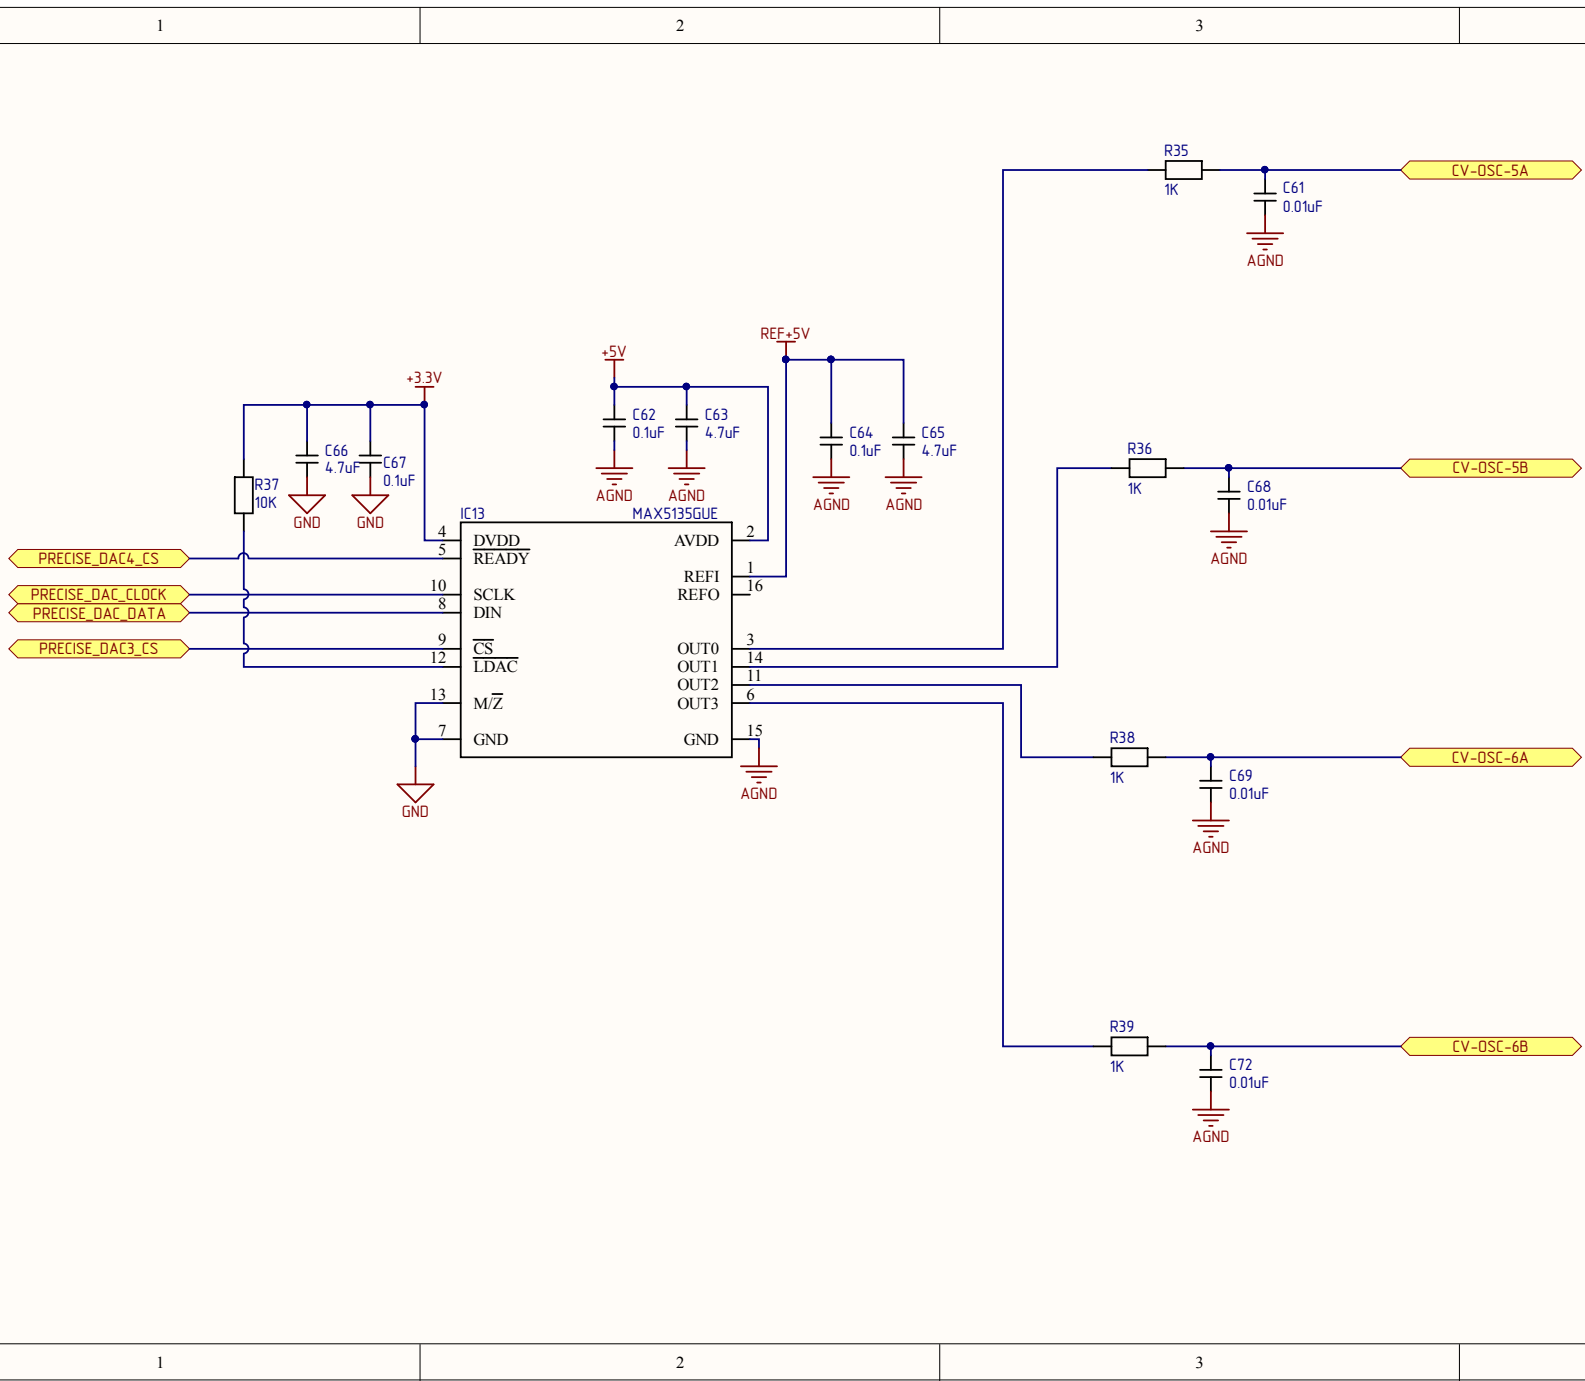 1 2 3
R35
1K
CV-OSC-5A
C61
0.01uF
AGND
REF+5V
+5V
+3.3V
C62
0.1uF
C63
4.7uF
C64
0.1uF
C65
4.7uF
R36
1K
CV-OSC-5B
C68
0.01uF
AGND
C66
4.7uF
C67
0.1uF
R37
10K
GND GND
AGND AGND
AGND AGND
IC13 MAX5135GUE
4 DVDD AVDD 2
PRECISE_DAC4_CS 5 READY
REFI 1
PRECISE_DAC_CLOCK 10 SCLK REFO 16
PRECISE_DAC_DATA 8 DIN
PRECISE_DAC3_CS 9 CS OUT0 3
12 LDAC OUT1 14
OUT2 11
13 M/Z OUT3 6
7 GND GND 15
GND
AGND
R38
1K
CV-OSC-6A
C69
0.01uF
AGND
R39
1K
CV-OSC-6B
C72
0.01uF
AGND
1 2 3